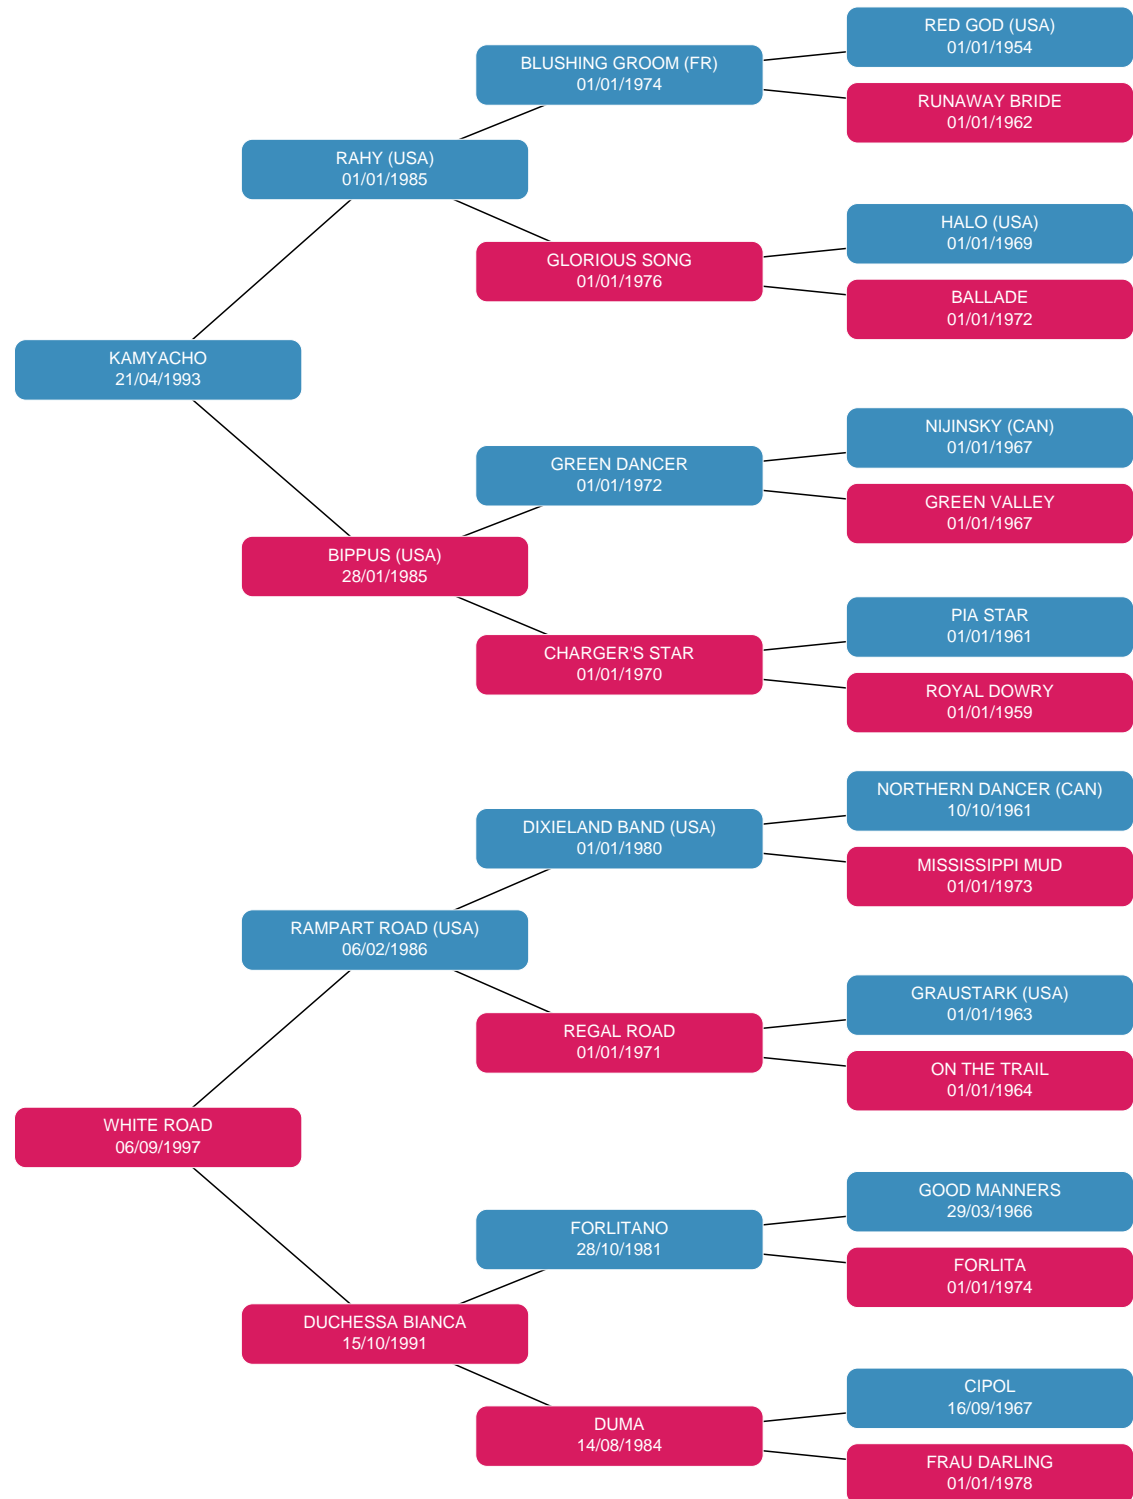 RED GOD (USA)
01/01/1954
BLUSHING GROOM (FR)
01/01/1974
RUNAWAY BRIDE
01/01/1962
RAHY (USA)
01/01/1985
HALO (USA)
01/01/1969
GLORIOUS SONG
01/01/1976
BALLADE
01/01/1972
KAMYACHO
21/04/1993
NIJINSKY (CAN)
01/01/1967
GREEN DANCER
01/01/1972
GREEN VALLEY
01/01/1967
BIPPUS (USA)
28/01/1985
PIA STAR
01/01/1961
CHARGER'S STAR
01/01/1970
ROYAL DOWRY
01/01/1959
NORTHERN DANCER (CAN)
10/10/1961
DIXIELAND BAND (USA)
01/01/1980
MISSISSIPPI MUD
01/01/1973
RAMPART ROAD (USA)
06/02/1986
GRAUSTARK (USA)
01/01/1963
REGAL ROAD
01/01/1971
ON THE TRAIL
01/01/1964
WHITE ROAD
06/09/1997
GOOD MANNERS
29/03/1966
FORLITANO
28/10/1981
FORLITA
01/01/1974
DUCHESSA BIANCA
15/10/1991
CIPOL
16/09/1967
DUMA
14/08/1984
FRAU DARLING
01/01/1978